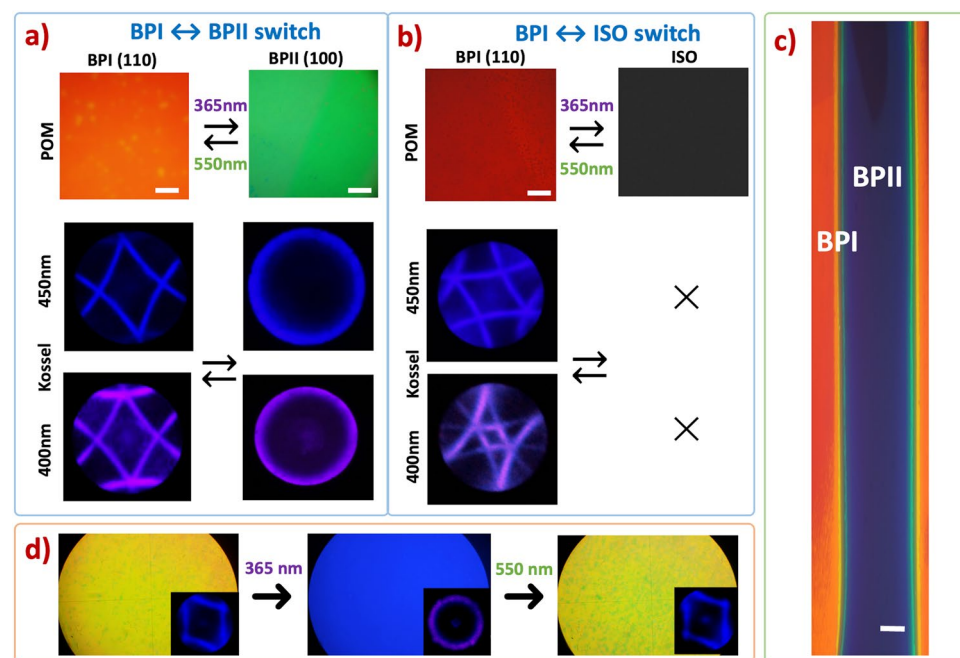 a)
BPI ↔ BPII switch
BPI (110)
BPII (100)
POM
365nm
550nm
450nm
Kossel
400nm
b)
BPI ↔ ISO switch
BPI (110)
ISO
POM
365nm
550nm
450nm
Kossel
400nm
c)
BPII
BPI
d)
365 nm
550 nm